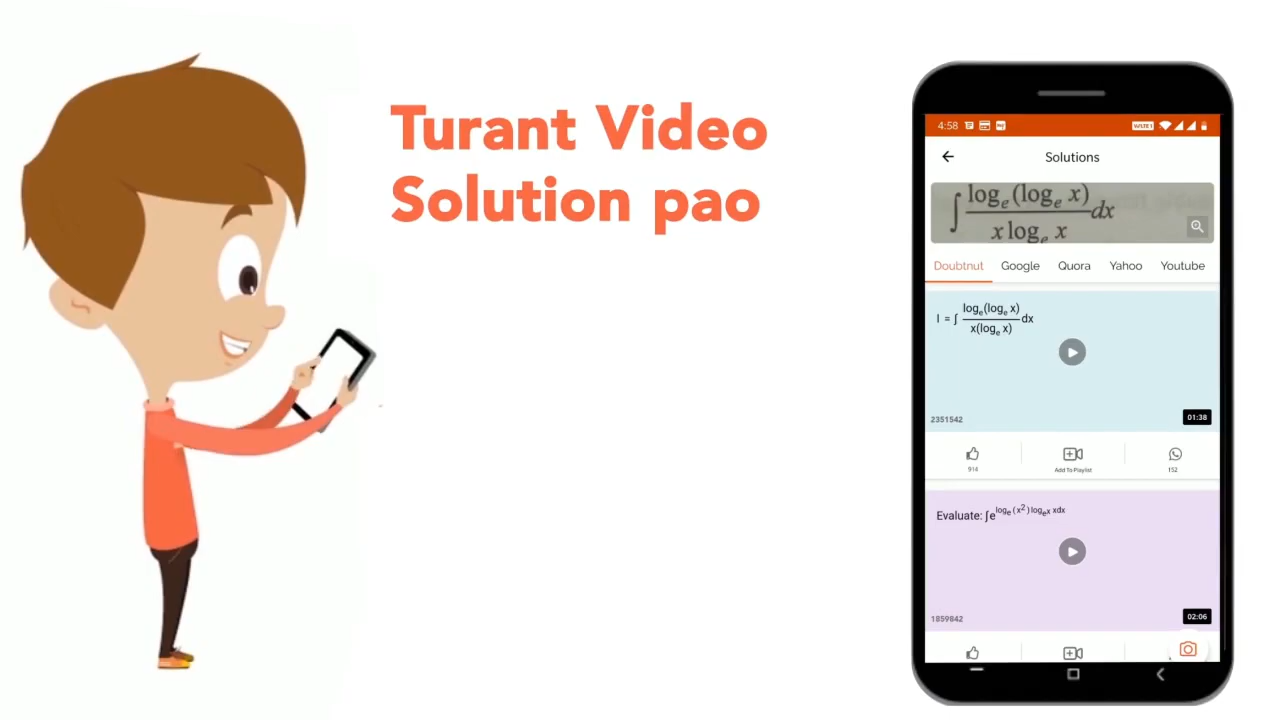 Turant Video
Solution pao
4:58
VoLTE1
Solutions
∫ logₑ(logₑ x) / x logₑ x dx
Doubtnut Google Quora Yahoo Youtube
I = ∫ logₑ(logₑ x) / x(logₑ x) dx
2351542 01:38
914 Add To Playlist 152
Evaluate: ∫e^logₑ(x²)logₑx xdx
1859842 02:06